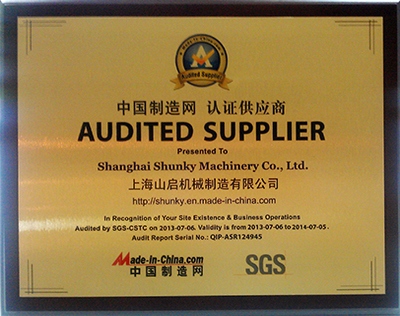 Audited Supplier
中国制造网 认证供应商
AUDITED SUPPLIER
Presented To
Shanghai Shunky Machinery Co., Ltd.
上海山启机械制造有限公司
http://shunky.en.made-in-china.com
In Recognition of Your Site Existence & Business Operations
Audited by SGS-CSTC on 2013-07-06. Validity is from 2013-07-06 to 2014-07-05.
Audit Report Serial No.: QIP-ASR124945
Made-in-China.com
中国制造网
SGS